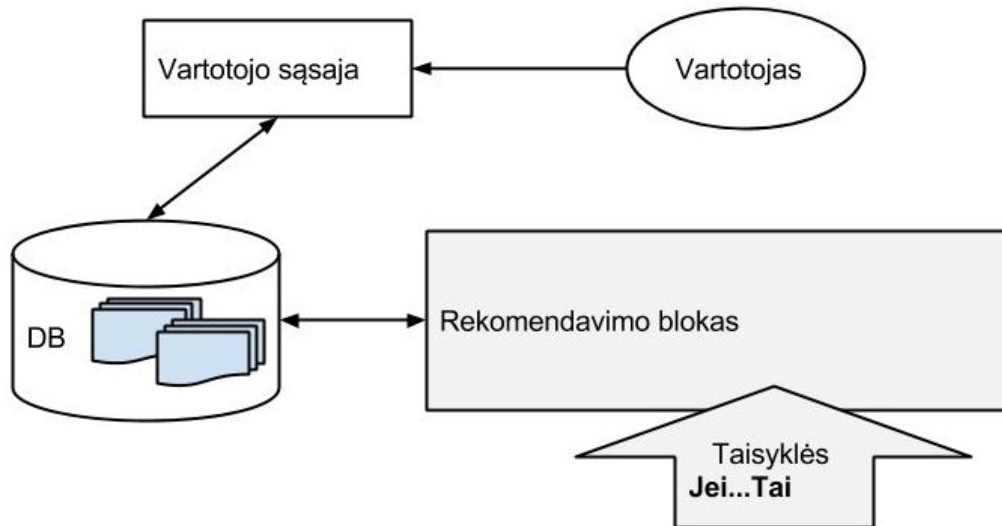 Vartotojo sąsaja
Vartotojas
DB
Rekomendavimo blokas
Taisyklės
Jei...Tai